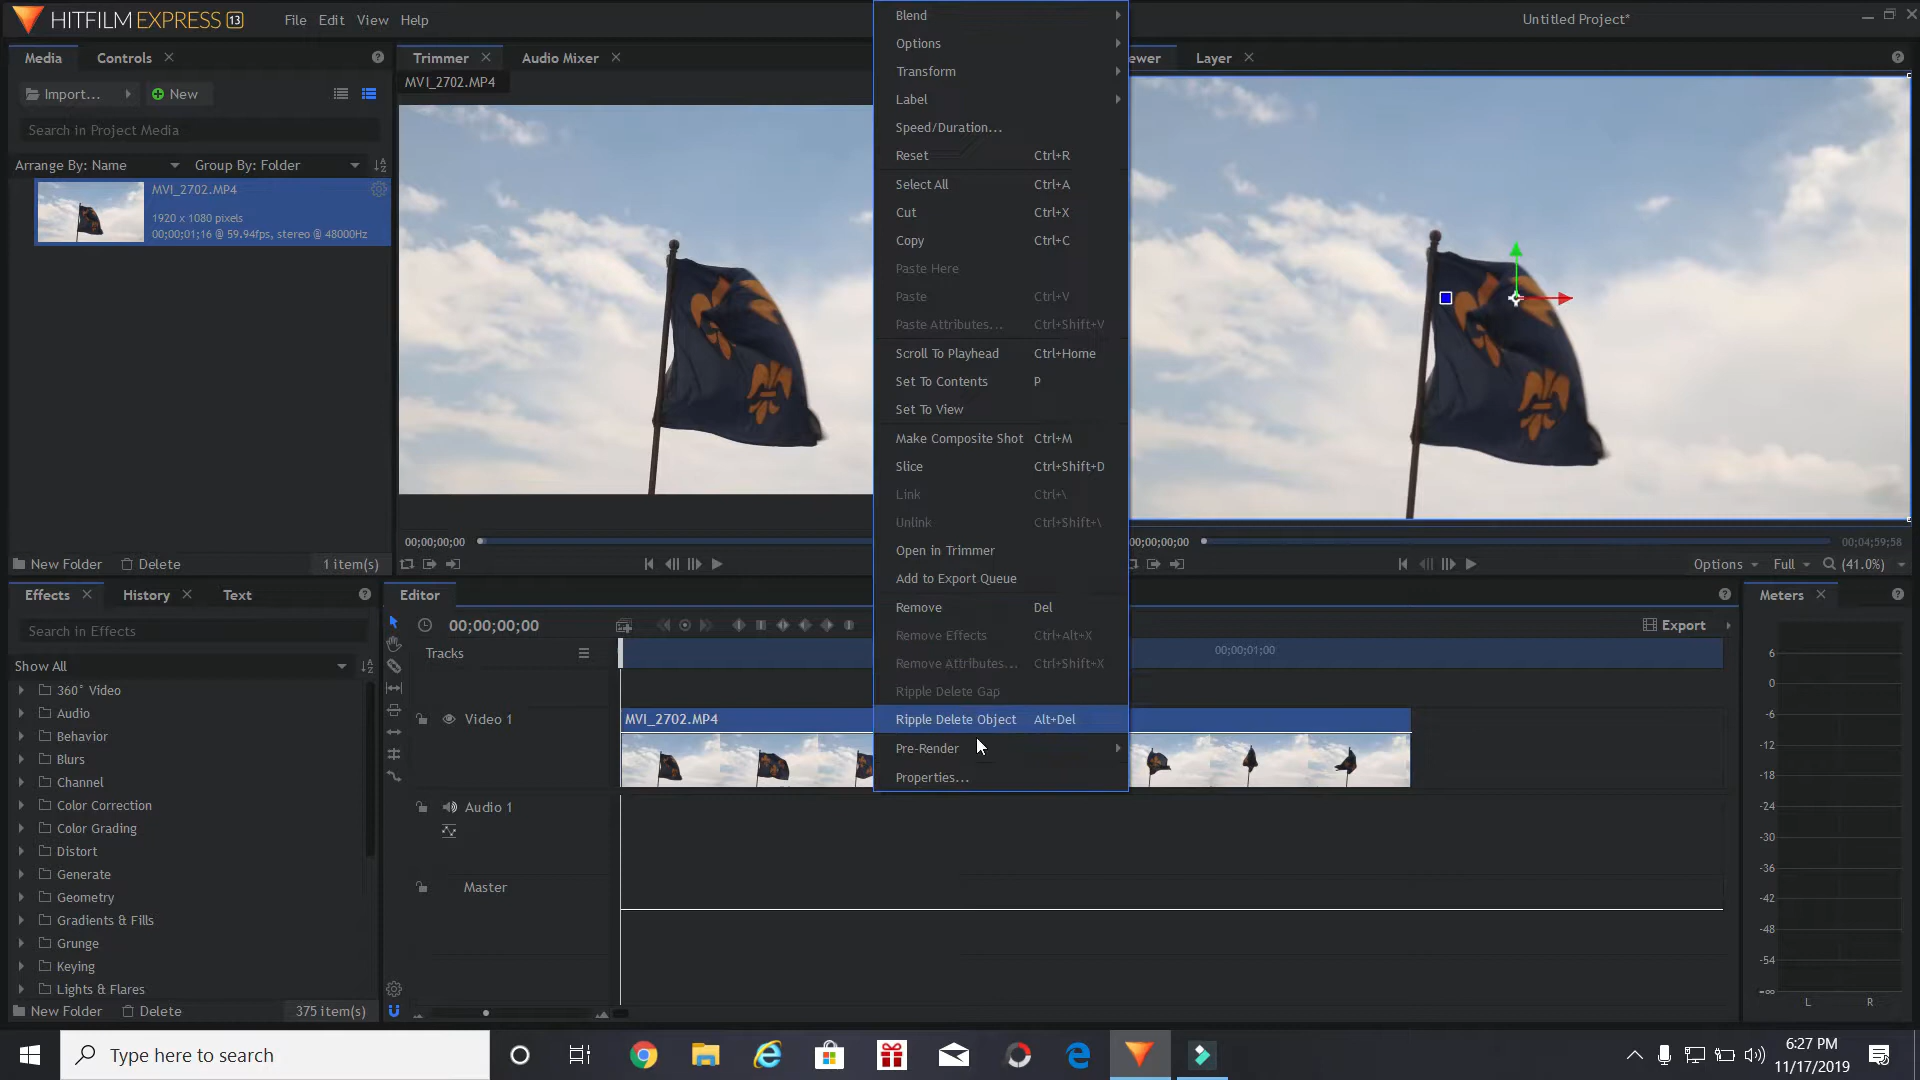 HITFILM EXPRESS 13
File Edit View Help
Untitled Project*
Media
Controls
Import...
New
Search in Project Media
Arrange By: Name
Group By: Folder
MVI_2702.MP4
1920 x 1080 pixels
00;00;01;16 @ 59.94fps, stereo @ 48000Hz
New Folder
Delete
1 item(s)
Trimmer
Audio Mixer
MVI_2702.MP4
00;00;00;00
Blend
Options
Transform
Label
Speed/Duration...
Reset Ctrl+R
Select All Ctrl+A
Cut Ctrl+X
Copy Ctrl+C
Paste Here
Paste Ctrl+V
Paste Attributes... Ctrl+Shift+V
Scroll To Playhead Ctrl+Home
Set To Contents P
Set To View
Make Composite Shot Ctrl+M
Slice Ctrl+Shift+D
Link Ctrl+\
Unlink Ctrl+Shift+\
Open in Trimmer
Add to Export Queue
Remove Del
Remove Effects Ctrl+Alt+X
Remove Attributes... Ctrl+Shift+X
Ripple Delete Gap
Ripple Delete Object Alt+Del
Pre-Render
Properties...
ewer
Layer
00;00;00;00
00;04;59;58
Options
Full
(41.0%)
Effects
History
Text
Search in Effects
Show All
360° Video
Audio
Behavior
Blurs
Channel
Color Correction
Color Grading
Distort
Generate
Geometry
Gradients & Fills
Grunge
Keying
Lights & Flares
New Folder
Delete
375 item(s)
Editor
00;00;00;00
Export
Tracks
00;00;01;00
Video 1
MVI_2702.MP4
Audio 1
Master
Meters
6
0
-6
-12
-18
-24
-30
-36
-42
-48
-54
-∞
L R
Type here to search
6:27 PM
11/17/2019